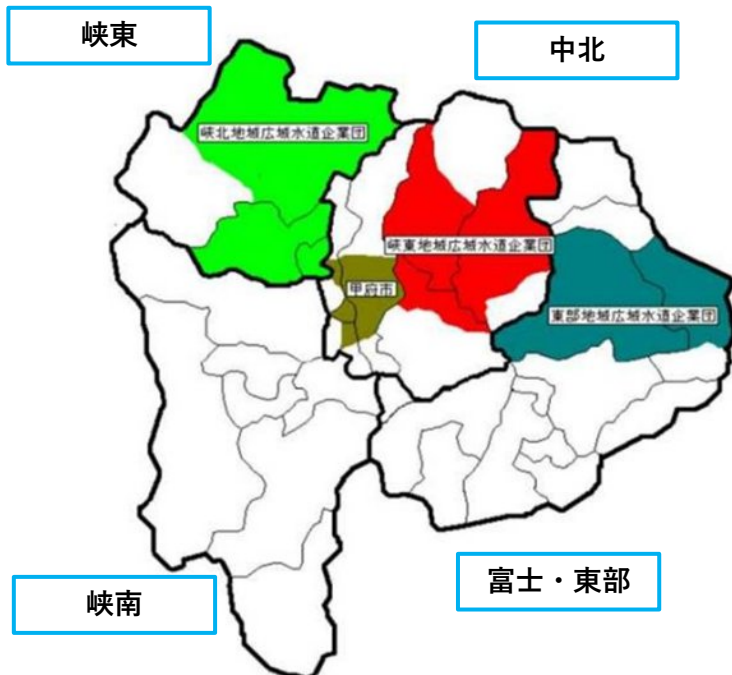 峡東
中北
峡北地域広域水道企業団
峡東地域広域水道企業団
甲府市
東部地域広域水道企業団
富士・東部
峡南